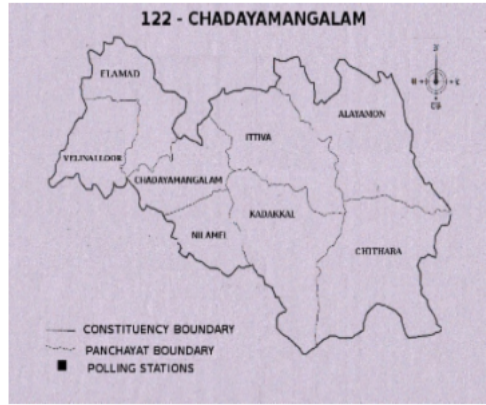 122 - CHADAYAMANGALAM
ELAMAD
ALAYAMON
ITTIVA
VELINALLOOR
CHADAYAMANGALAM
KADAKKAL
NILAMEL
CHITHARA
CONSTITUENCY BOUNDARY
PANCHAYAT BOUNDARY
POLLING STATIONS